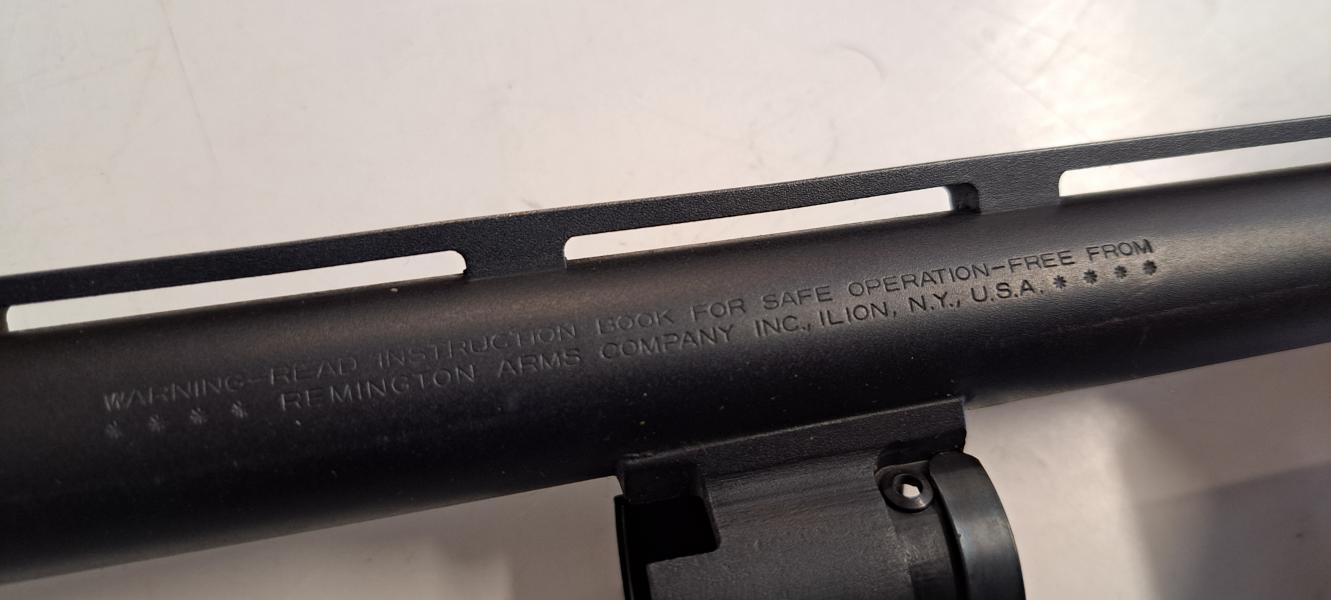 WARNING-READ INSTRUCTION BOOK FOR SAFE OPERATION-FREE FROM
* * * * REMINGTON ARMS COMPANY INC., ILION, N.Y., U.S.A. * * * *